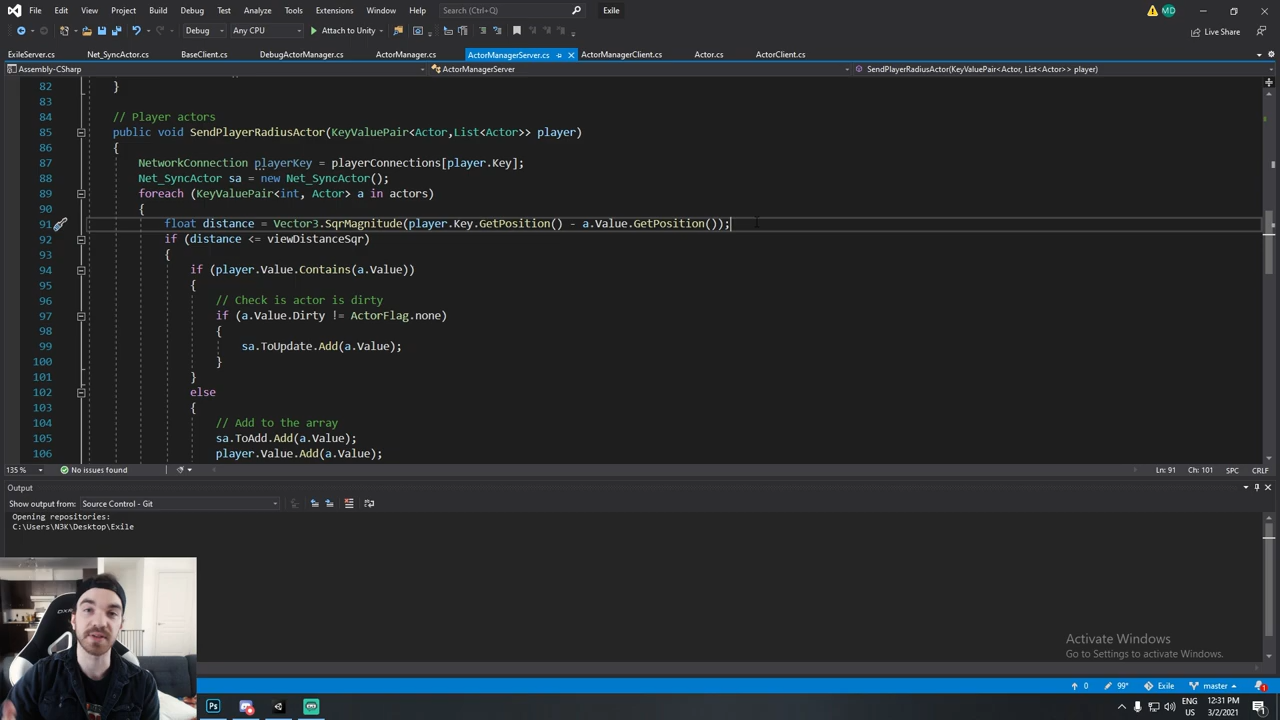 File Edit View Project Build Debug Test Analyze Tools Extensions Window Help Search (Ctrl+Q) Exile MD
Debug Any CPU Attach to Unity Live Share
ExileServer.cs Net_SyncActor.cs BaseClient.cs DebugActorManager.cs ActorManager.cs ActorManagerServer.cs ActorManagerClient.cs Actor.cs ActorClient.cs
Assembly-CSharp ActorManagerServer SendPlayerRadiusActor(KeyValuePair<Actor, List<Actor>> player)
82 }
83
84 // Player actors
85 public void SendPlayerRadiusActor(KeyValuePair<Actor,List<Actor>> player)
86 {
87 NetworkConnection playerKey = playerConnections[player.Key];
88 Net_SyncActor sa = new Net_SyncActor();
89 foreach (KeyValuePair<int, Actor> a in actors)
90 {
91 float distance = Vector3.SqrMagnitude(player.Key.GetPosition() - a.Value.GetPosition());
92 if (distance <= viewDistanceSqr)
93 {
94 if (player.Value.Contains(a.Value))
95 {
96 // Check is actor is dirty
97 if (a.Value.Dirty != ActorFlag.none)
98 {
99 sa.ToUpdate.Add(a.Value);
100 }
101 }
102 else
103 {
104 // Add to the array
105 sa.ToAdd.Add(a.Value);
106 player.Value.Add(a.Value);
135 % No issues found Ln: 91 Ch: 101 SPC CRLF
Output
Show output from: Source Control - Git
Opening repositories:
C:\Users\N3K\Desktop\Exile
DXR
Activate Windows
Go to Settings to activate Windows.
0 99+ Exile master 1
Ps ENG 12:31 PM
US 3/2/2021 1